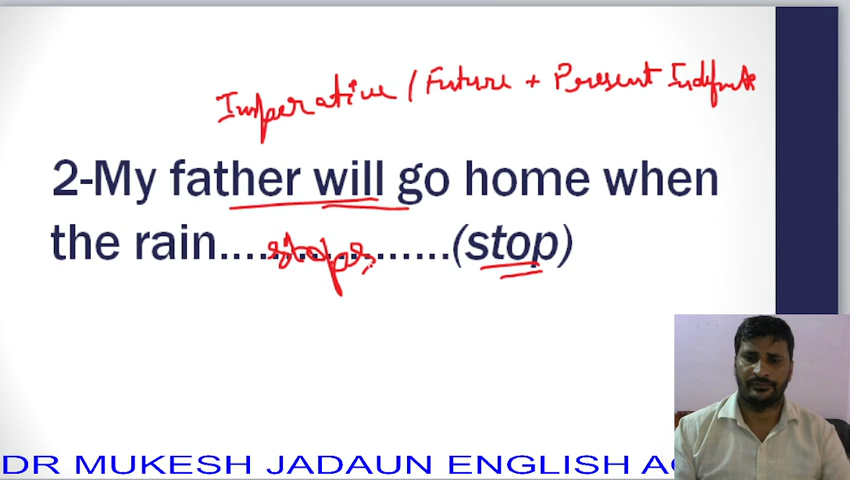 Imperative / Future + Present Indefinite
2-My father will go home when
the rain....stops....(stop)
DR MUKESH JADAUN ENGLISH AC